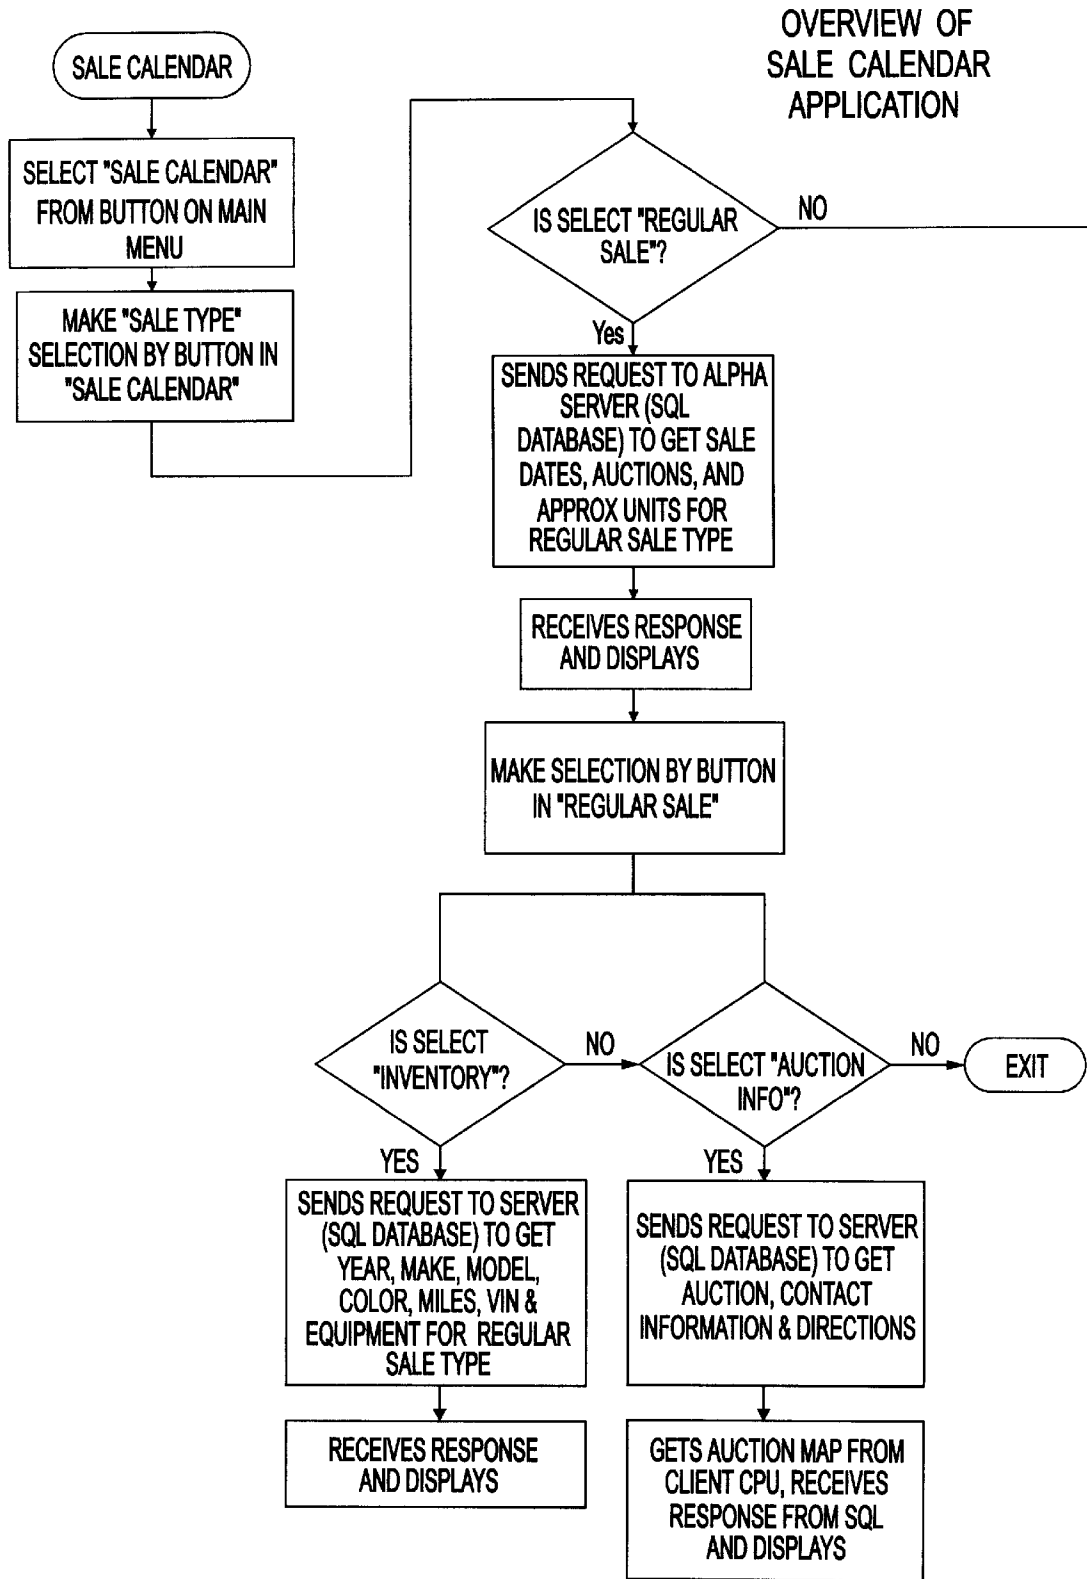 OVERVIEW OF
SALE CALENDAR
APPLICATION
SALE CALENDAR
SELECT "SALE CALENDAR"
FROM BUTTON ON MAIN
MENU
MAKE "SALE TYPE"
SELECTION BY BUTTON IN
"SALE CALENDAR"
IS SELECT "REGULAR
SALE"?
NO
Yes
SENDS REQUEST TO ALPHA
SERVER (SQL
DATABASE) TO GET SALE
DATES, AUCTIONS, AND
APPROX UNITS FOR
REGULAR SALE TYPE
RECEIVES RESPONSE
AND DISPLAYS
MAKE SELECTION BY BUTTON
IN "REGULAR SALE"
IS SELECT
"INVENTORY"?
NO
IS SELECT "AUCTION
INFO"?
NO
EXIT
YES
SENDS REQUEST TO SERVER
(SQL DATABASE) TO GET
YEAR, MAKE, MODEL,
COLOR, MILES, VIN &
EQUIPMENT FOR REGULAR
SALE TYPE
RECEIVES RESPONSE
AND DISPLAYS
YES
SENDS REQUEST TO SERVER
(SQL DATABASE) TO GET
AUCTION, CONTACT
INFORMATION & DIRECTIONS
GETS AUCTION MAP FROM
CLIENT CPU, RECEIVES
RESPONSE FROM SQL
AND DISPLAYS